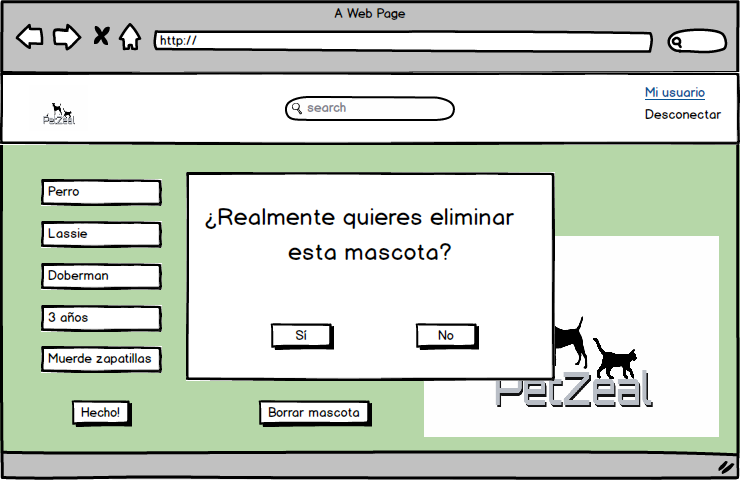 A Web Page
http://
PetZeal
search
Mi usuario
Desconectar
Perro
Lassie
Doberman
3 años
Muerde zapatillas
Hecho!
¿Realmente quieres eliminar
esta mascota?
Sí
No
Borrar mascota
PetZeal